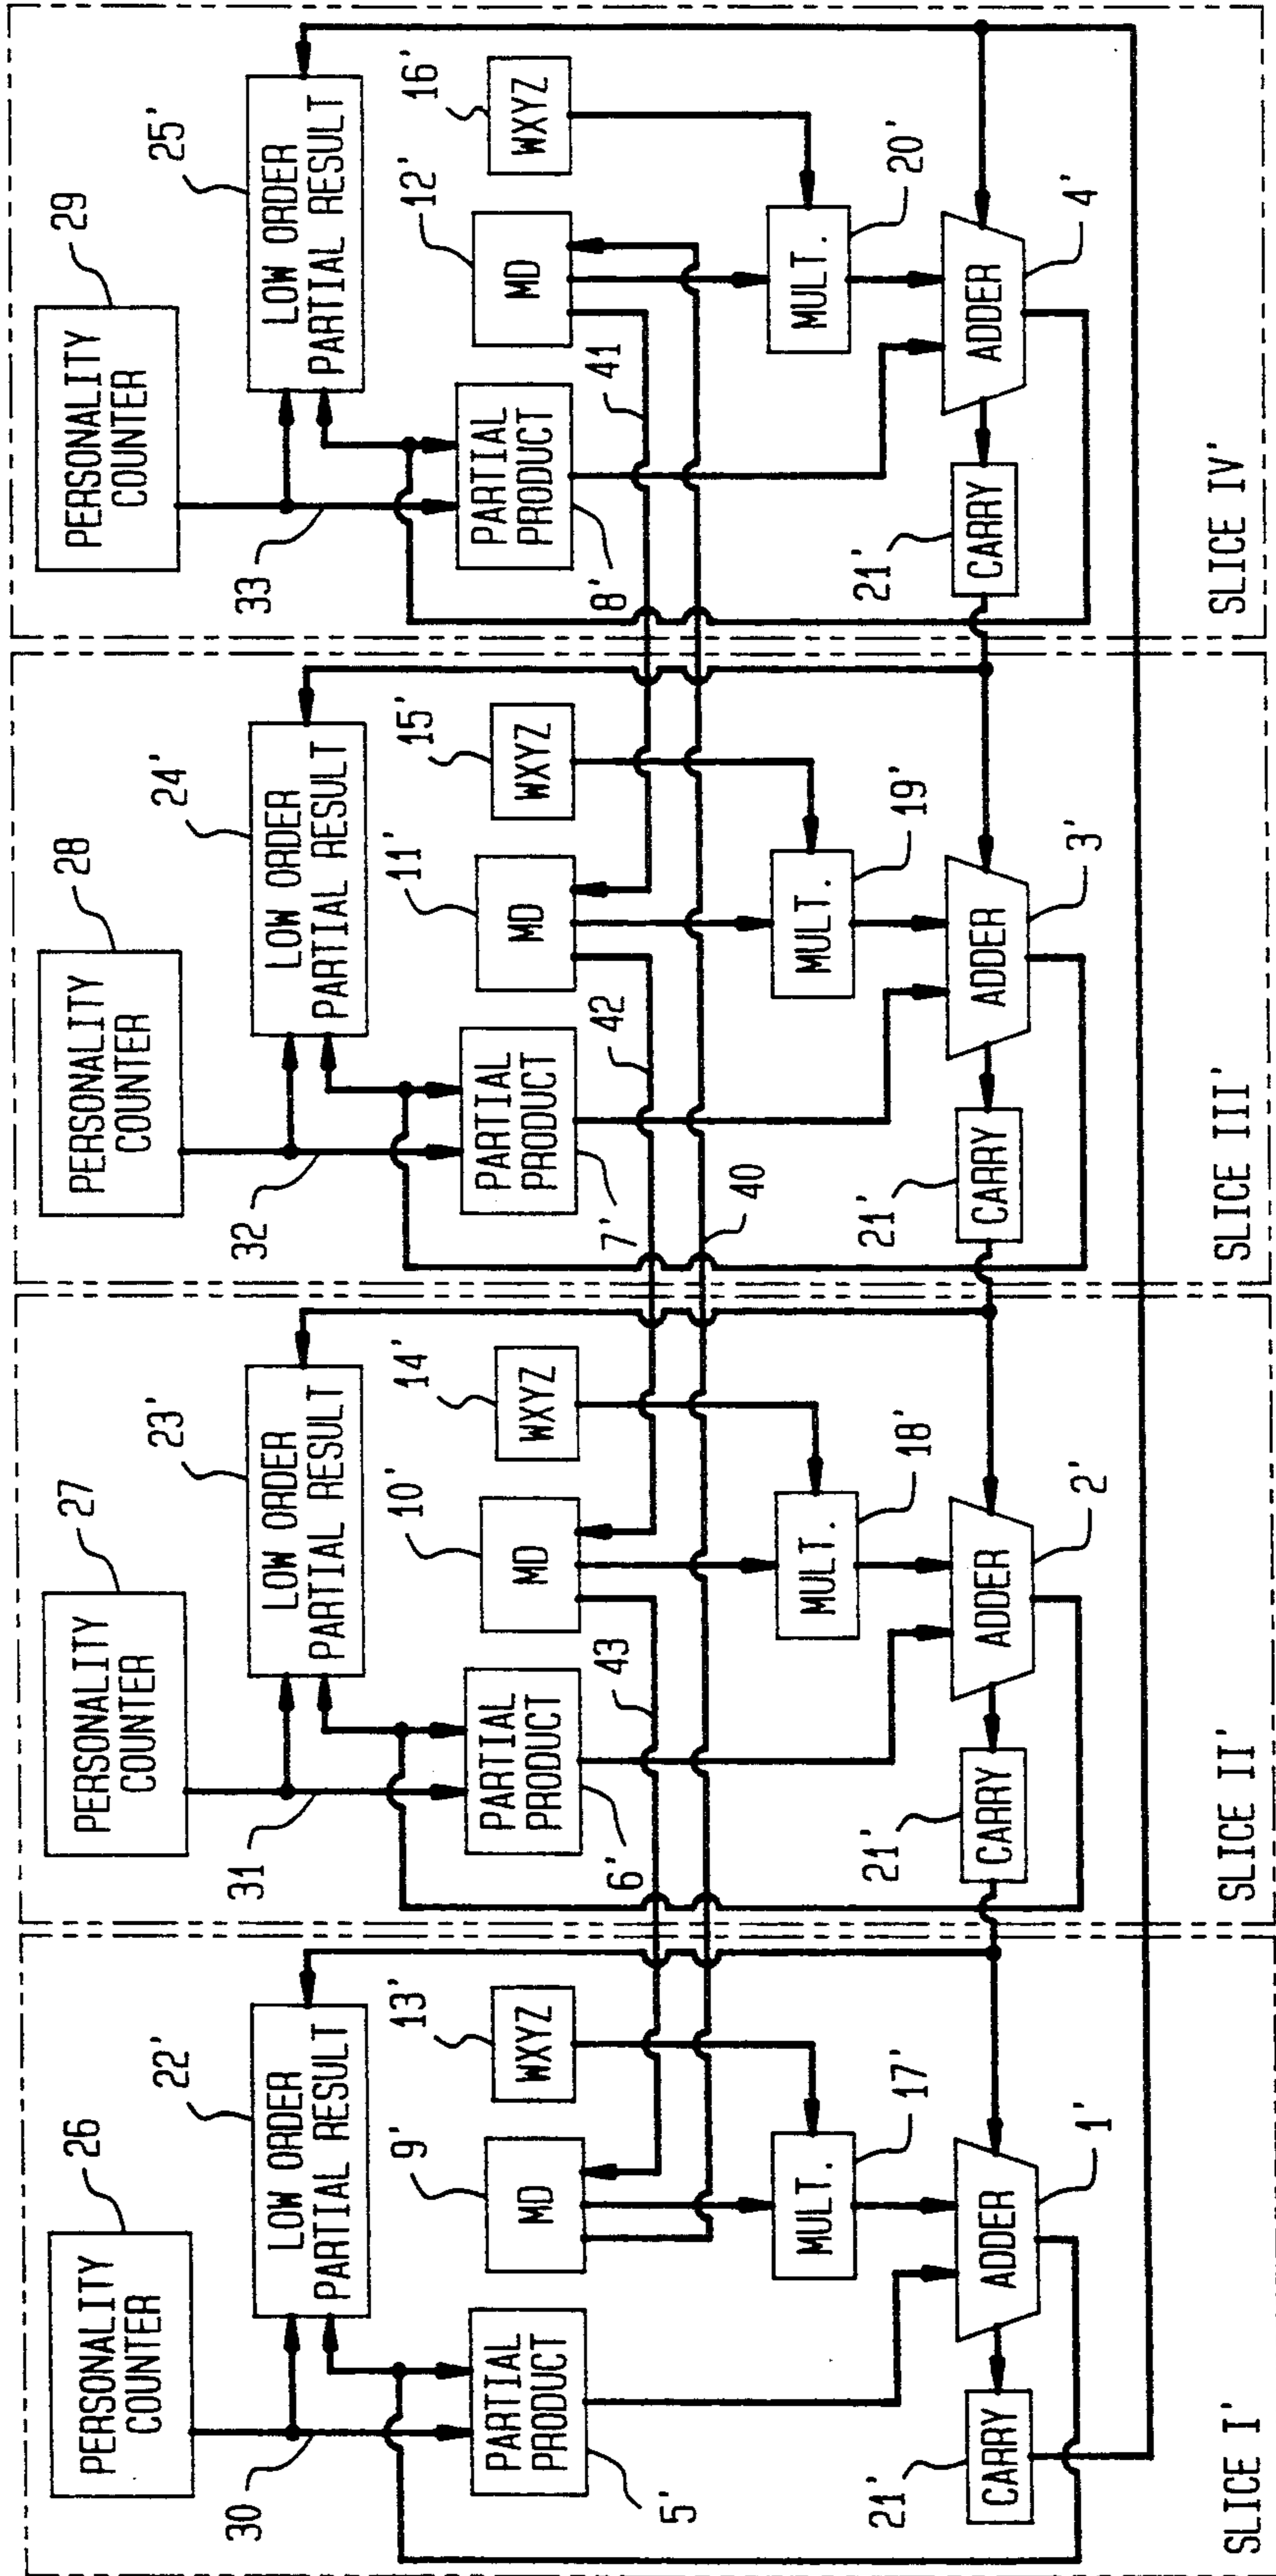 26
PERSONALITY
COUNTER
30
22'
LOW ORDER
PARTIAL RESULT
PARTIAL
PRODUCT
5'
9'
MD
13'
WXYZ
MULT.
17'
21'
CARRY
ADDER
1'
SLICE I'
27
PERSONALITY
COUNTER
31
23'
LOW ORDER
PARTIAL RESULT
PARTIAL
PRODUCT
6'
43
10'
MD
14'
WXYZ
MULT.
18'
21'
CARRY
ADDER
2'
SLICE II'
28
PERSONALITY
COUNTER
32
24'
LOW ORDER
PARTIAL RESULT
PARTIAL
PRODUCT
7'
42
40
11'
MD
15'
WXYZ
MULT.
19'
21'
CARRY
ADDER
3'
SLICE III'
29
PERSONALITY
COUNTER
33
25'
LOW ORDER
PARTIAL RESULT
PARTIAL
PRODUCT
8'
41
12'
MD
16'
WXYZ
MULT.
20'
21'
CARRY
ADDER
4'
SLICE IV'